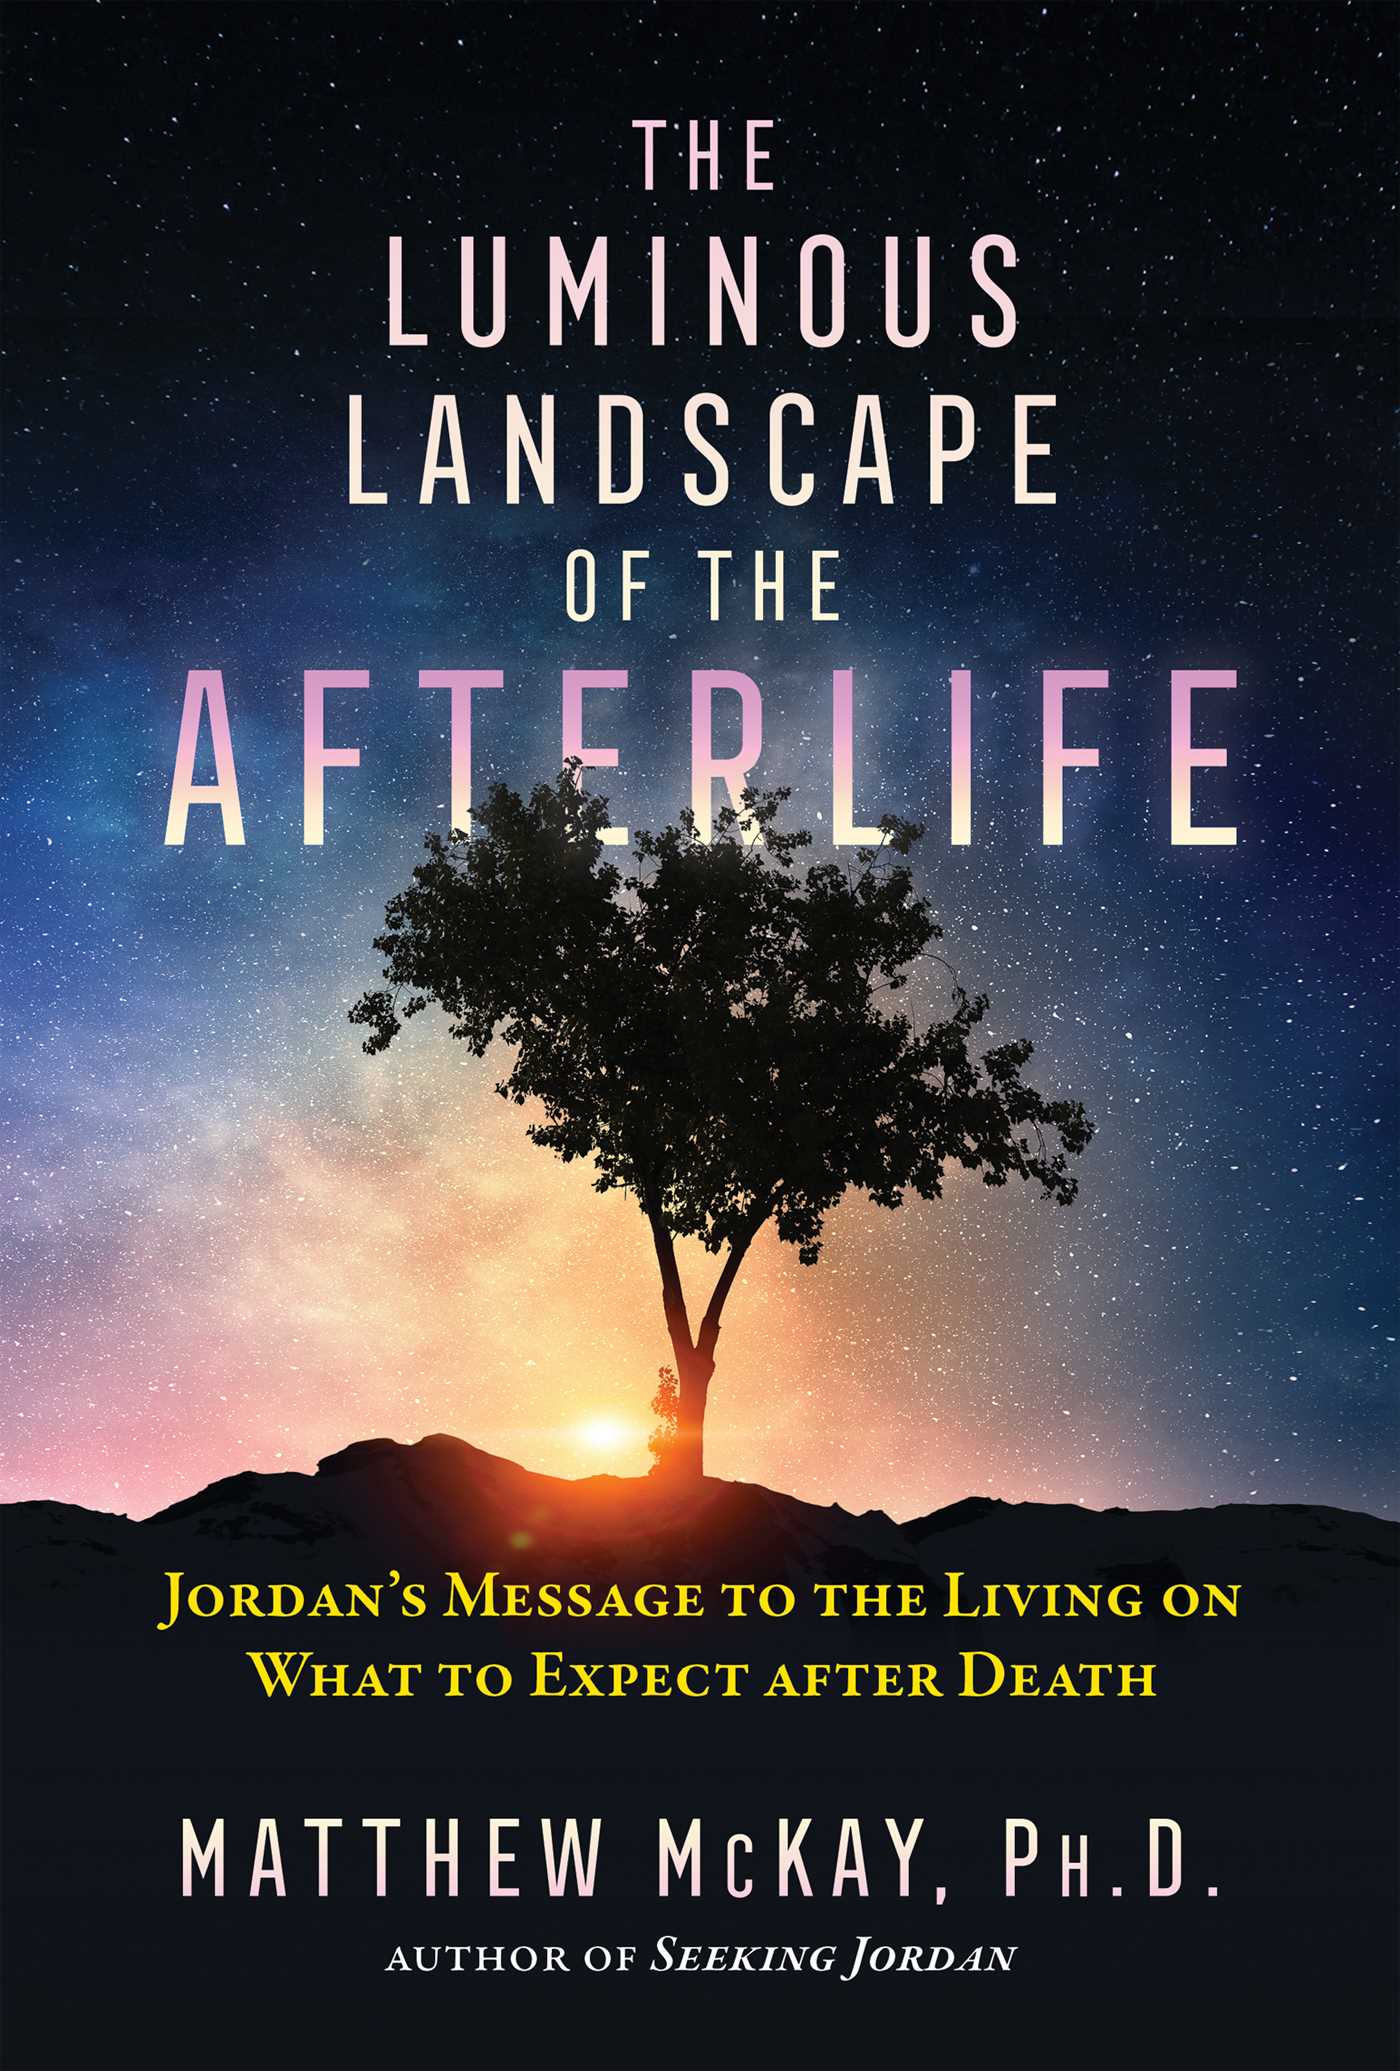 THE
LUMINOUS
LANDSCAPE
OF THE
AFTERLIFE
JORDAN’S MESSAGE TO THE LIVING ON
WHAT TO EXPECT AFTER DEATH
MATTHEW McKAY, PH.D.
AUTHOR OF SEEKING JORDAN